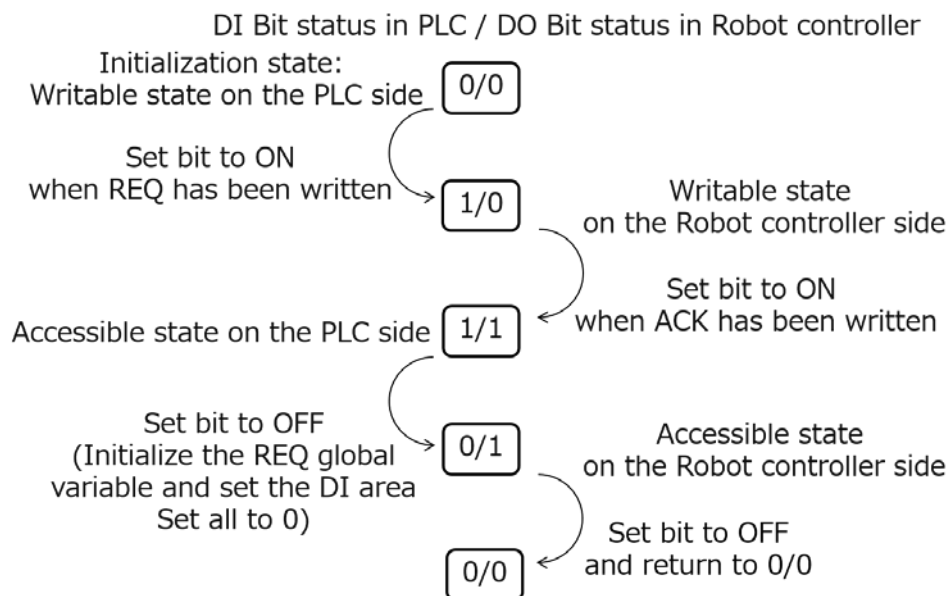 DI Bit status in PLC / DO Bit status in Robot controller
Initialization state:
Writable state on the PLC side
0/0
Set bit to ON
when REQ has been written
1/0
Writable state
on the Robot controller side
Set bit to ON
when ACK has been written
Accessible state on the PLC side
1/1
Set bit to OFF
(Initialize the REQ global
variable and set the DI area
Set all to 0)
0/1
Accessible state
on the Robot controller side
Set bit to OFF
and return to 0/0
0/0